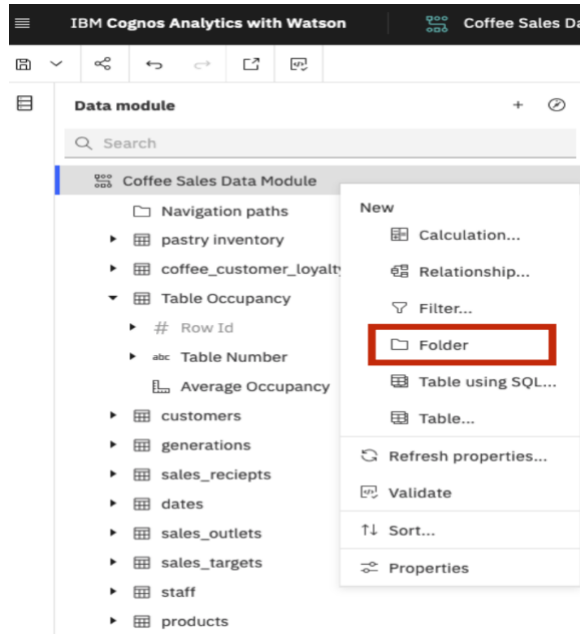 IBM Cognos Analytics with Watson
Coffee Sales Da
Data module
Search
Coffee Sales Data Module
Navigation paths
pastry inventory
coffee_customer_loyalty
Table Occupancy
# Row Id
abc Table Number
Average Occupancy
customers
generations
sales_reciepts
dates
sales_outlets
sales_targets
staff
products
New
Calculation...
Relationship...
Filter...
Folder
Table using SQL...
Table...
Refresh properties...
Validate
Sort...
Properties